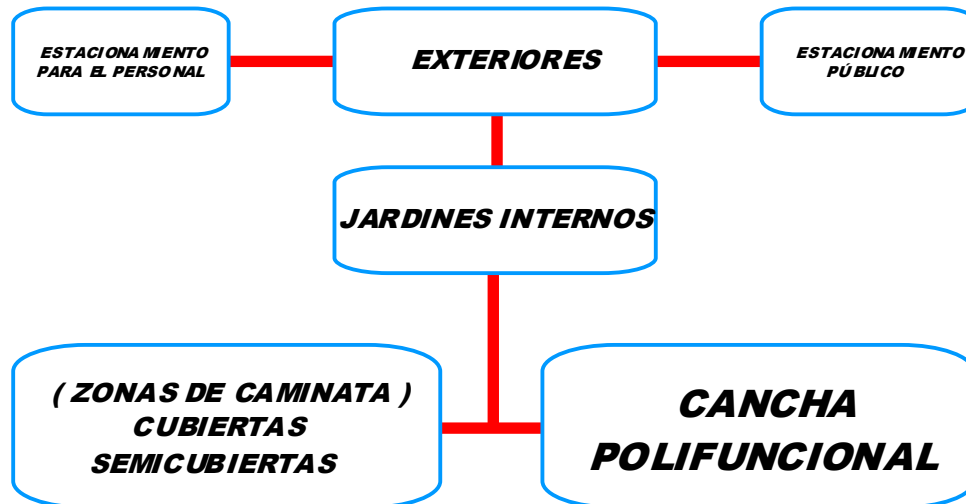 ESTACIONAMIENTO
PARA EL PERSONAL
EXTERIORES
ESTACIONAMIENTO
PÚBLICO
JARDINES INTERNOS
( ZONAS DE CAMINATA )
CUBIERTAS
SEMICUBIERTAS
CANCHA
POLIFUNCIONAL